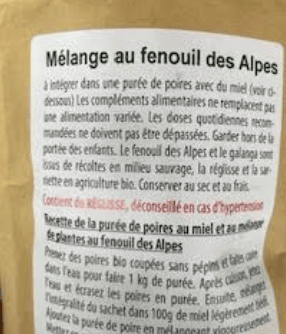 Mélange au fenouil des Alpes
à intégrer dans une purée de poires avec du miel (voir ci-
dessous) Les compléments alimentaires ne remplacent pas
une alimentation variée. Les doses quotidiennes recom-
mandées ne doivent pas être dépassées. Garder hors de la
portée des enfants. Le fenouil des Alpes et le galanga sont
issus de récoltes en milieu sauvage, la réglisse et la sar-
riette en agriculture bio. Conserver au sec et au frais.
Contient du RÉGLISSE, déconseillé en cas d'hypertension
Recette de la purée de poires au miel et au mélange
de plantes au fenouil des Alpes
Prenez des poires bio coupées sans pépins et faites cuire
dans l'eau pour faire 1 kg de purée. Après cuisson,
l'eau et écrasez les poires en purée. Ensuite, mélangez
l'intégralité du sachet dans 100g de miel légèrement
Ajoutez la purée de poire en mélangeant vigoureusement.